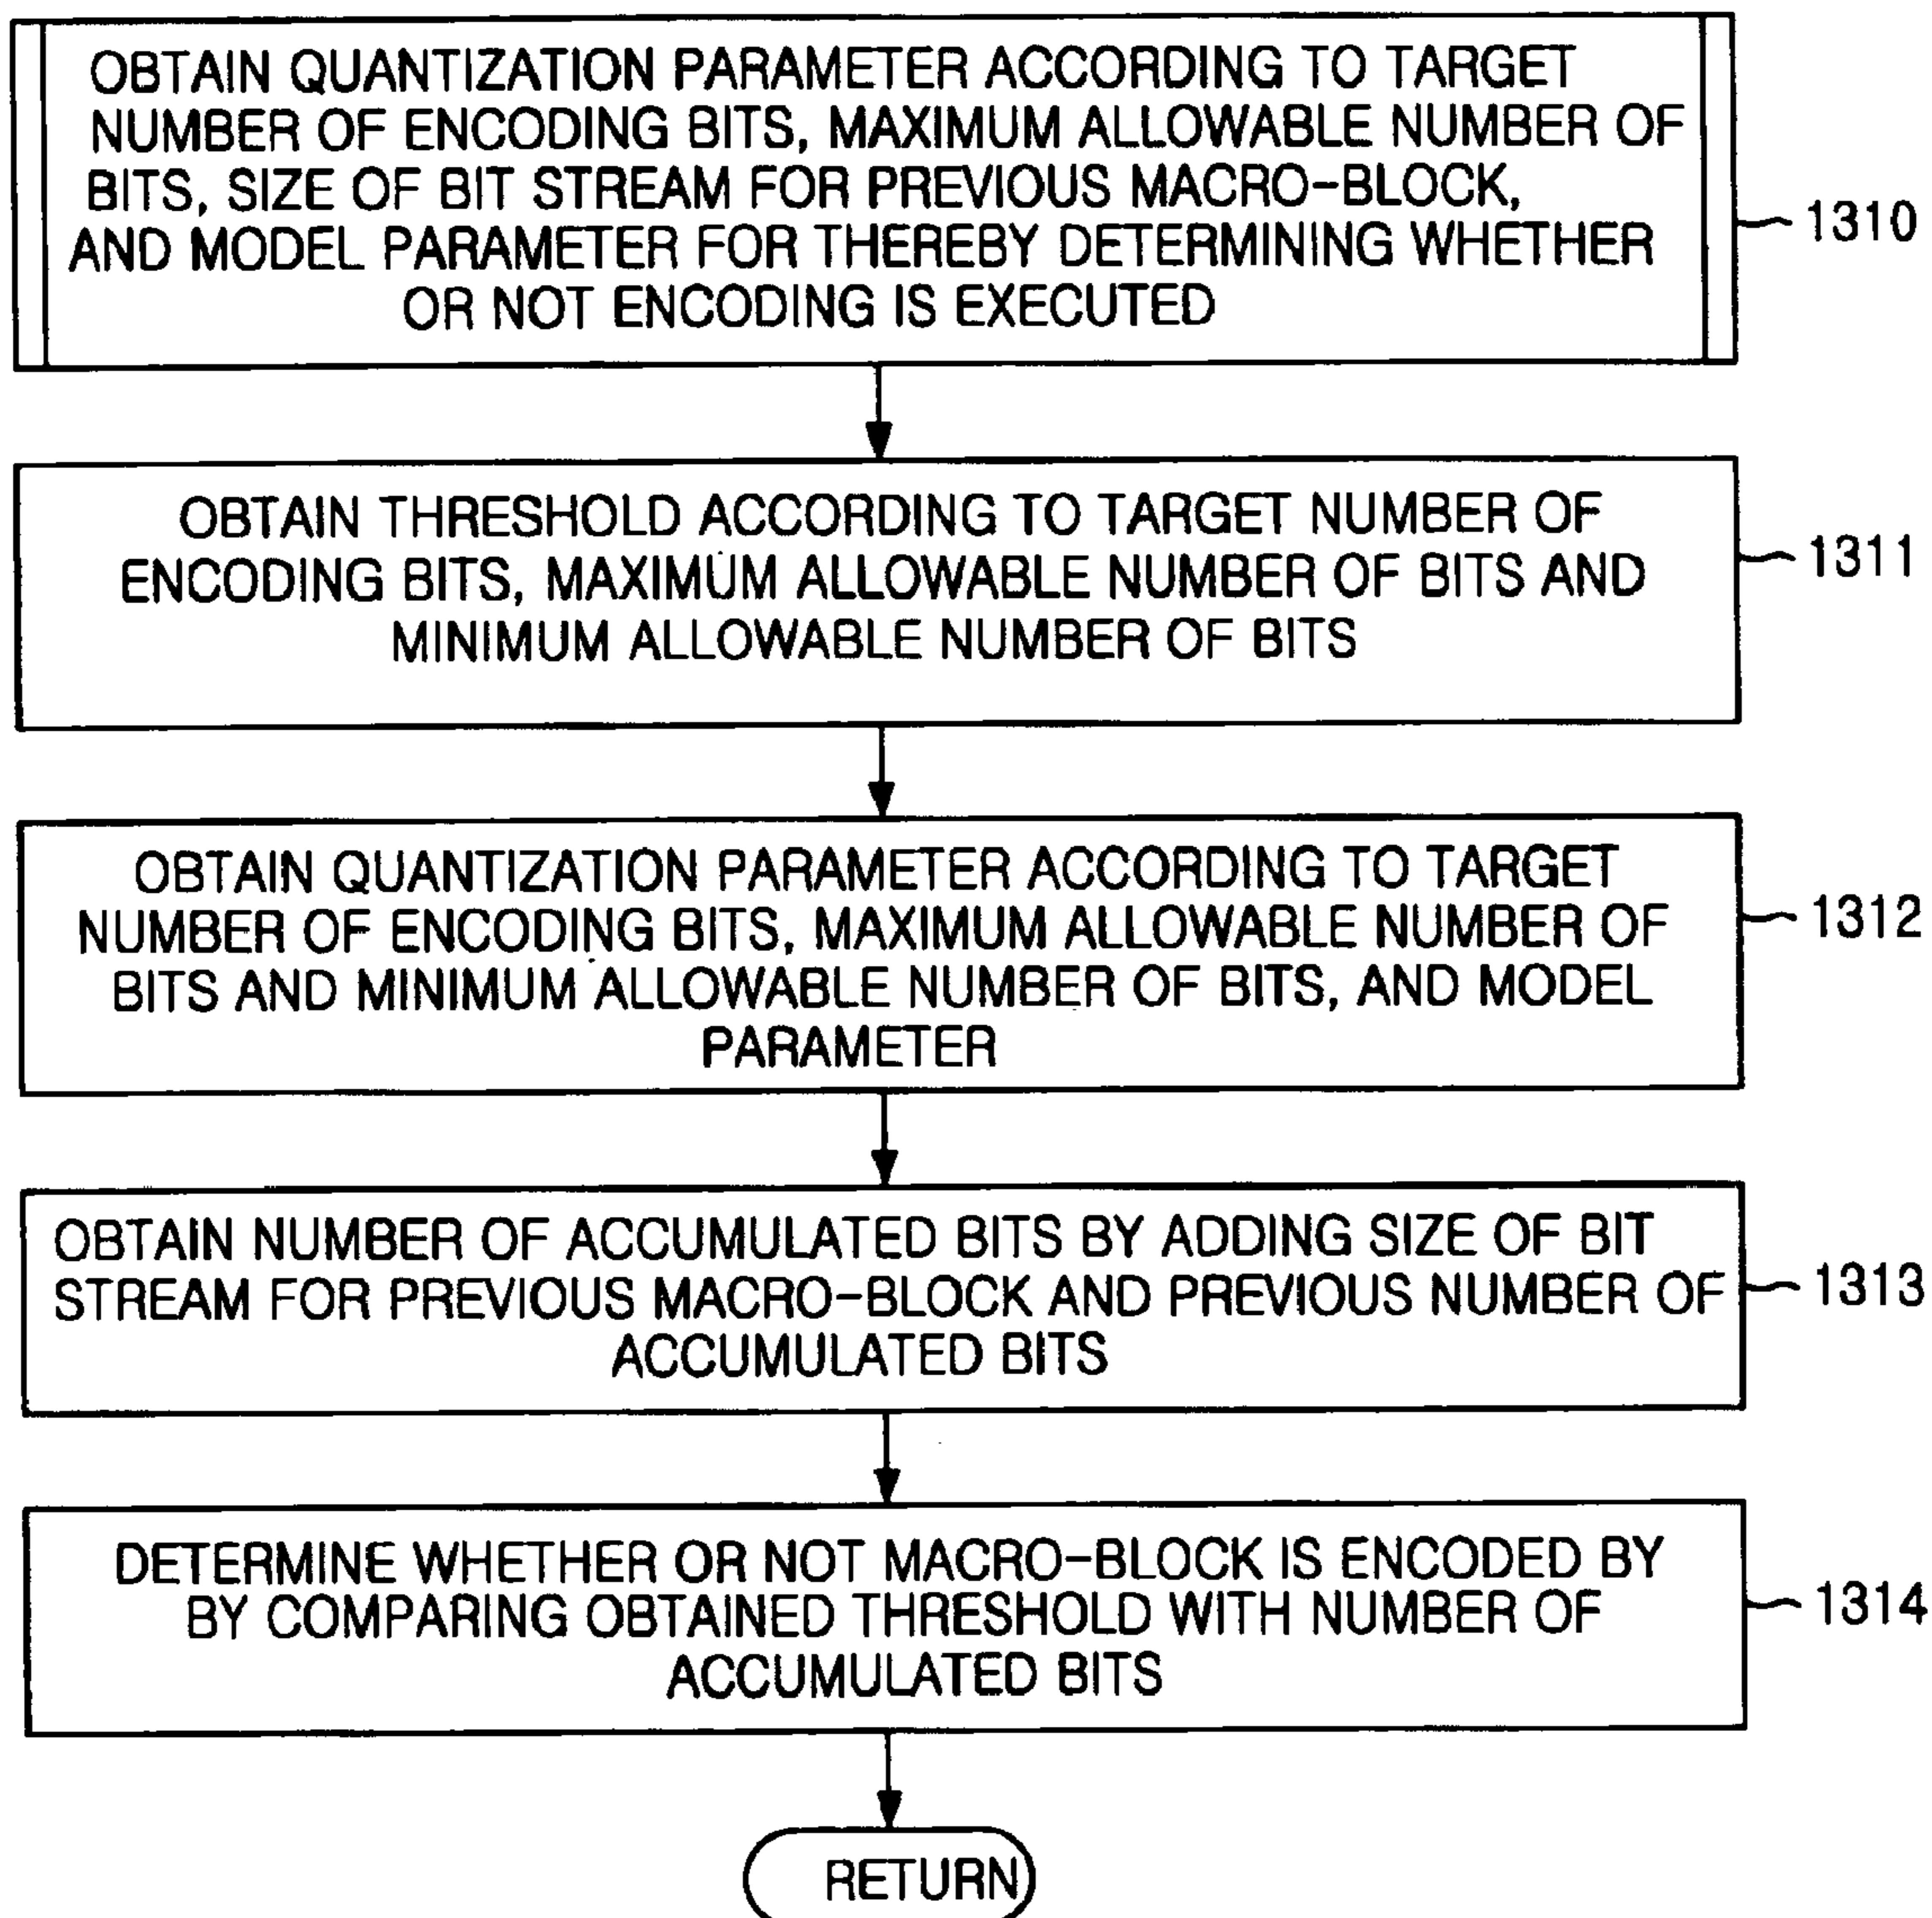 OBTAIN QUANTIZATION PARAMETER ACCORDING TO TARGET
NUMBER OF ENCODING BITS, MAXIMUM ALLOWABLE NUMBER OF
BITS, SIZE OF BIT STREAM FOR PREVIOUS MACRO-BLOCK,
AND MODEL PARAMETER FOR THEREBY DETERMINING WHETHER
OR NOT ENCODING IS EXECUTED
1310
OBTAIN THRESHOLD ACCORDING TO TARGET NUMBER OF
ENCODING BITS, MAXIMUM ALLOWABLE NUMBER OF BITS AND
MINIMUM ALLOWABLE NUMBER OF BITS
1311
OBTAIN QUANTIZATION PARAMETER ACCORDING TO TARGET
NUMBER OF ENCODING BITS, MAXIMUM ALLOWABLE NUMBER OF
BITS AND MINIMUM ALLOWABLE NUMBER OF BITS, AND MODEL
PARAMETER
1312
OBTAIN NUMBER OF ACCUMULATED BITS BY ADDING SIZE OF BIT
STREAM FOR PREVIOUS MACRO-BLOCK AND PREVIOUS NUMBER OF
ACCUMULATED BITS
1313
DETERMINE WHETHER OR NOT MACRO-BLOCK IS ENCODED BY
BY COMPARING OBTAINED THRESHOLD WITH NUMBER OF
ACCUMULATED BITS
1314
RETURN